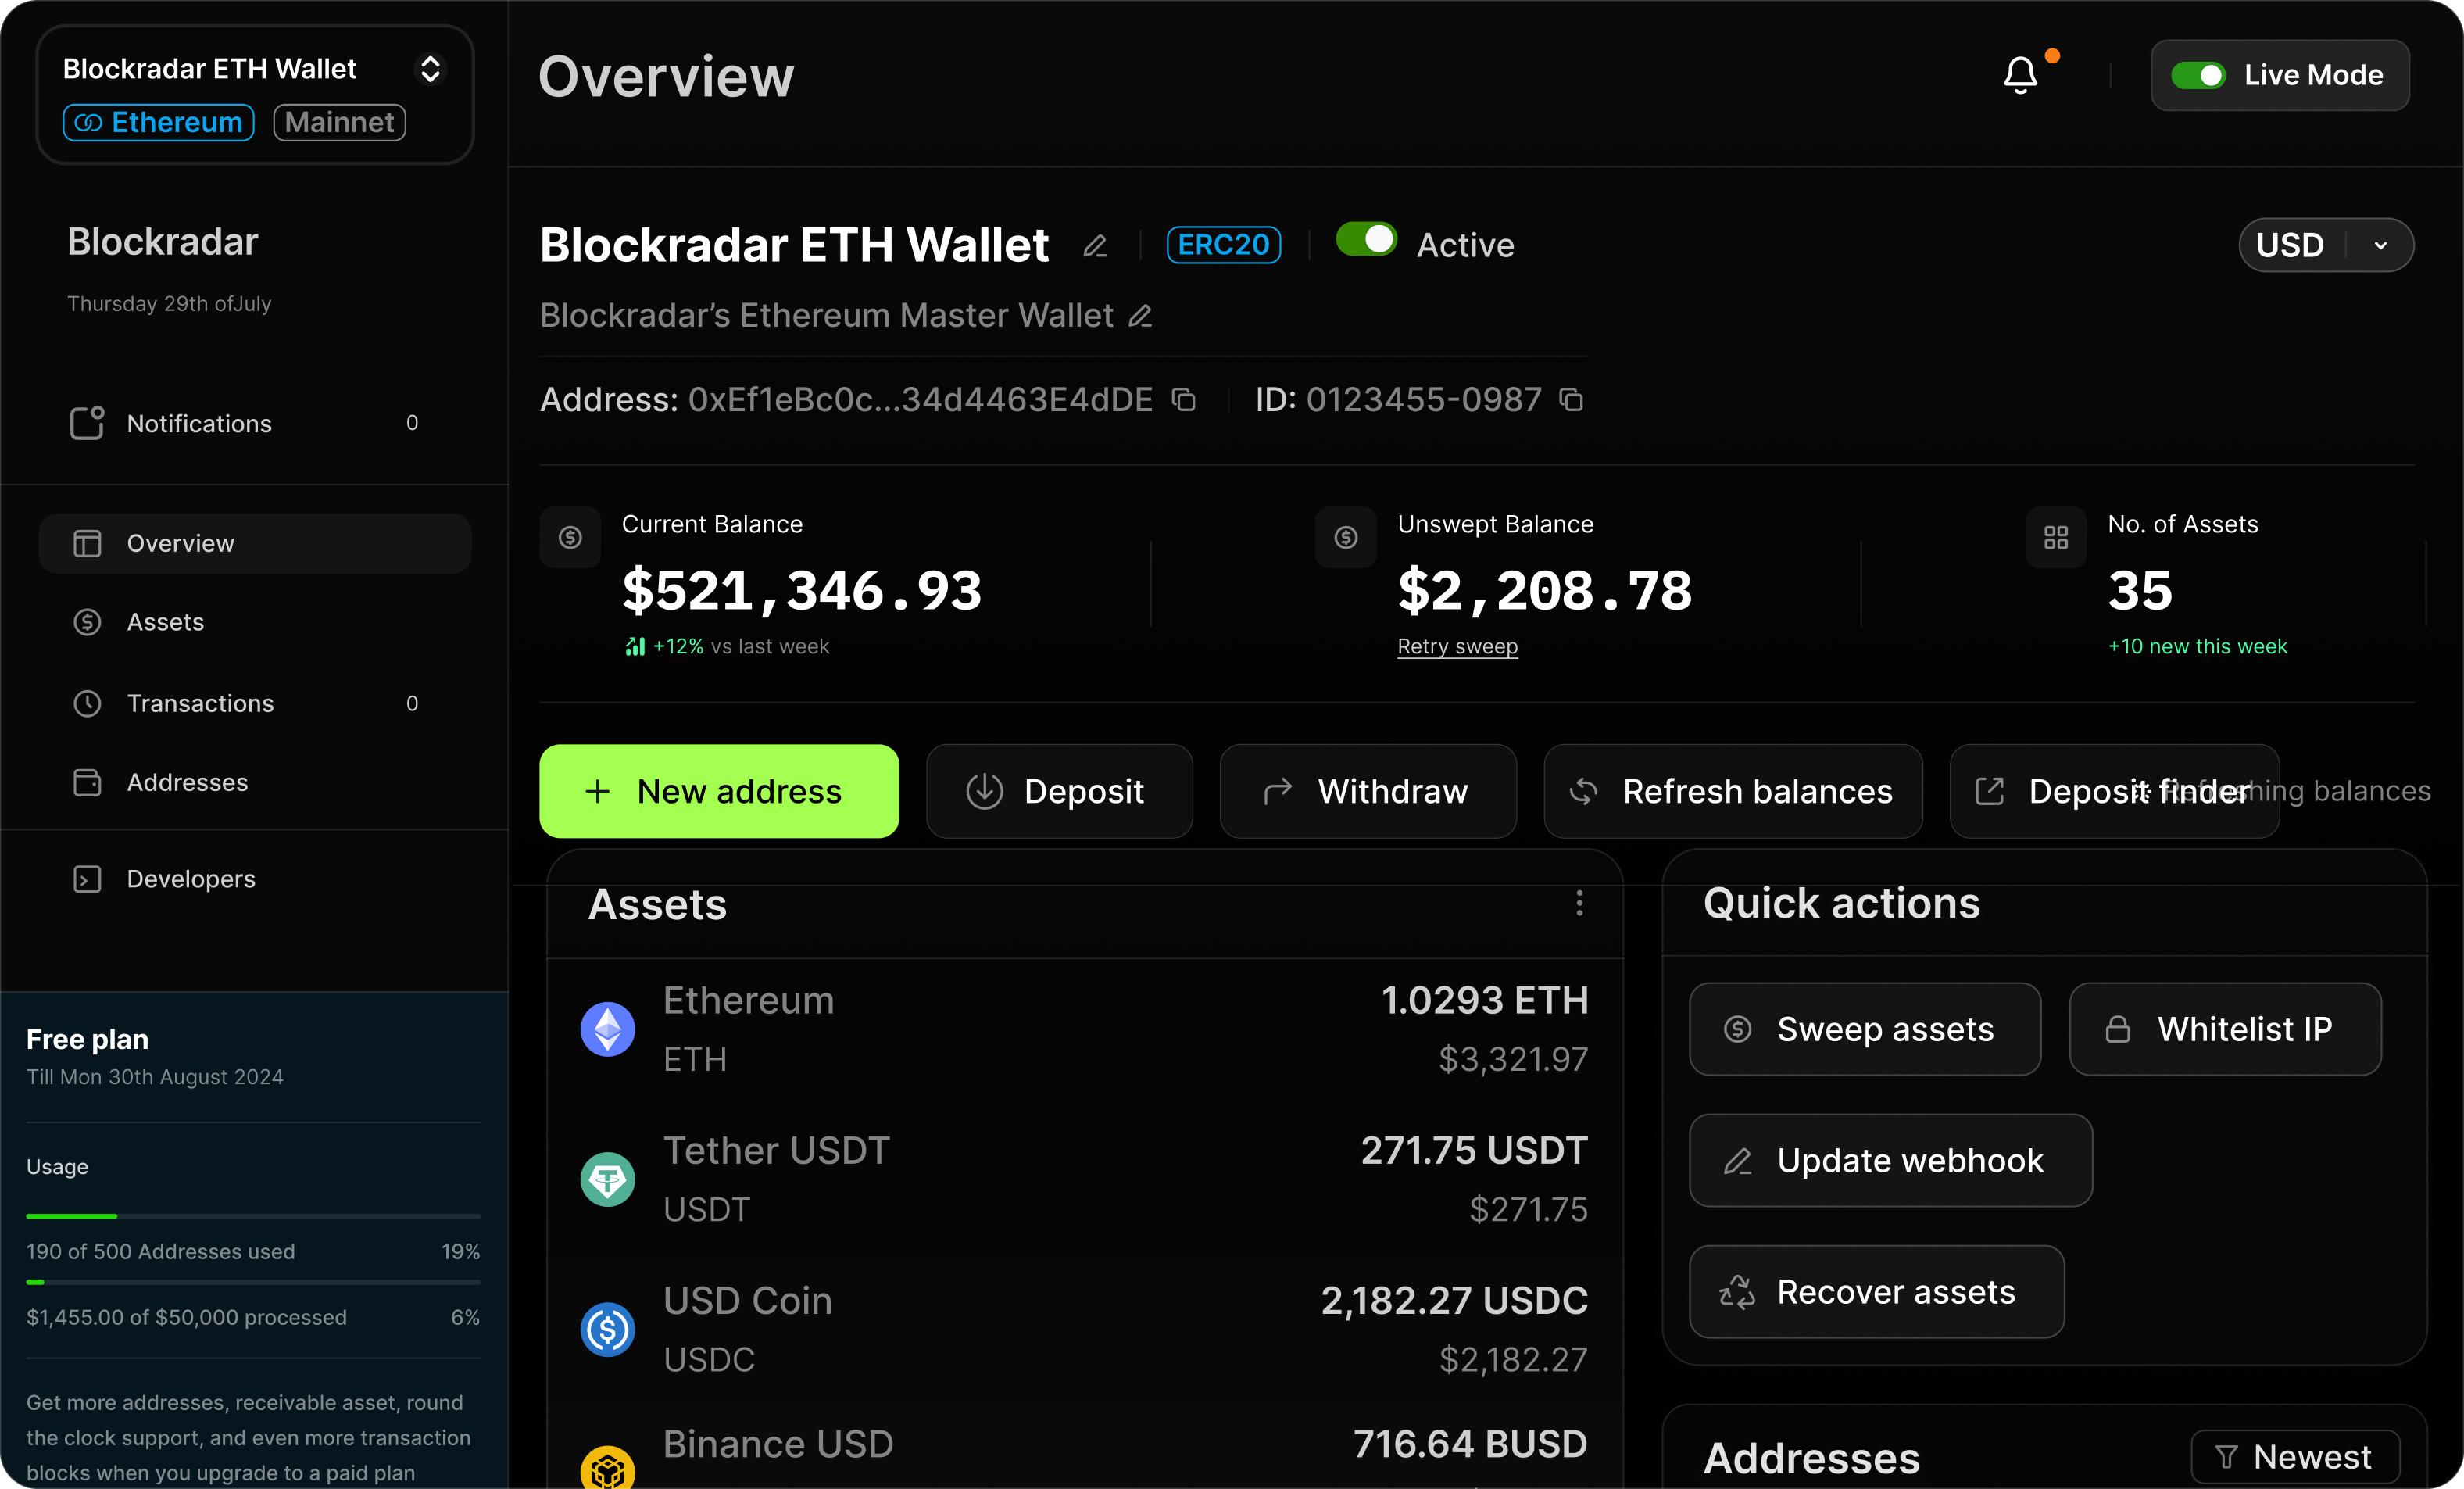 Blockradar ETH Wallet
Ethereum
Mainnet
Blockradar
Thursday 29th ofJuly
Notifications 0
Overview
Assets
Transactions 0
Addresses
Developers
Free plan
Till Mon 30th August 2024
Usage
190 of 500 Addresses used 19%
$1,455.00 of $50,000 processed 6%
Get more addresses, receivable asset, round
the clock support, and even more transaction
blocks when you upgrade to a paid plan
Overview
Live Mode
Blockradar ETH Wallet
ERC20
Active
USD
Blockradar’s Ethereum Master Wallet
Address: 0xEf1eBc0c...34d4463E4dDE
ID: 0123455-0987
Current Balance
$521,346.93
+12% vs last week
Unswept Balance
$2,208.78
Retry sweep
No. of Assets
35
+10 new this week
New address
Deposit
Withdraw
Refresh balances
Deposit finder
Refreshing balances
Assets
Ethereum 1.0293 ETH
ETH $3,321.97
Tether USDT 271.75 USDT
USDT $271.75
USD Coin 2,182.27 USDC
USDC $2,182.27
Binance USD 716.64 BUSD
Quick actions
Sweep assets
Whitelist IP
Update webhook
Recover assets
Addresses
Newest